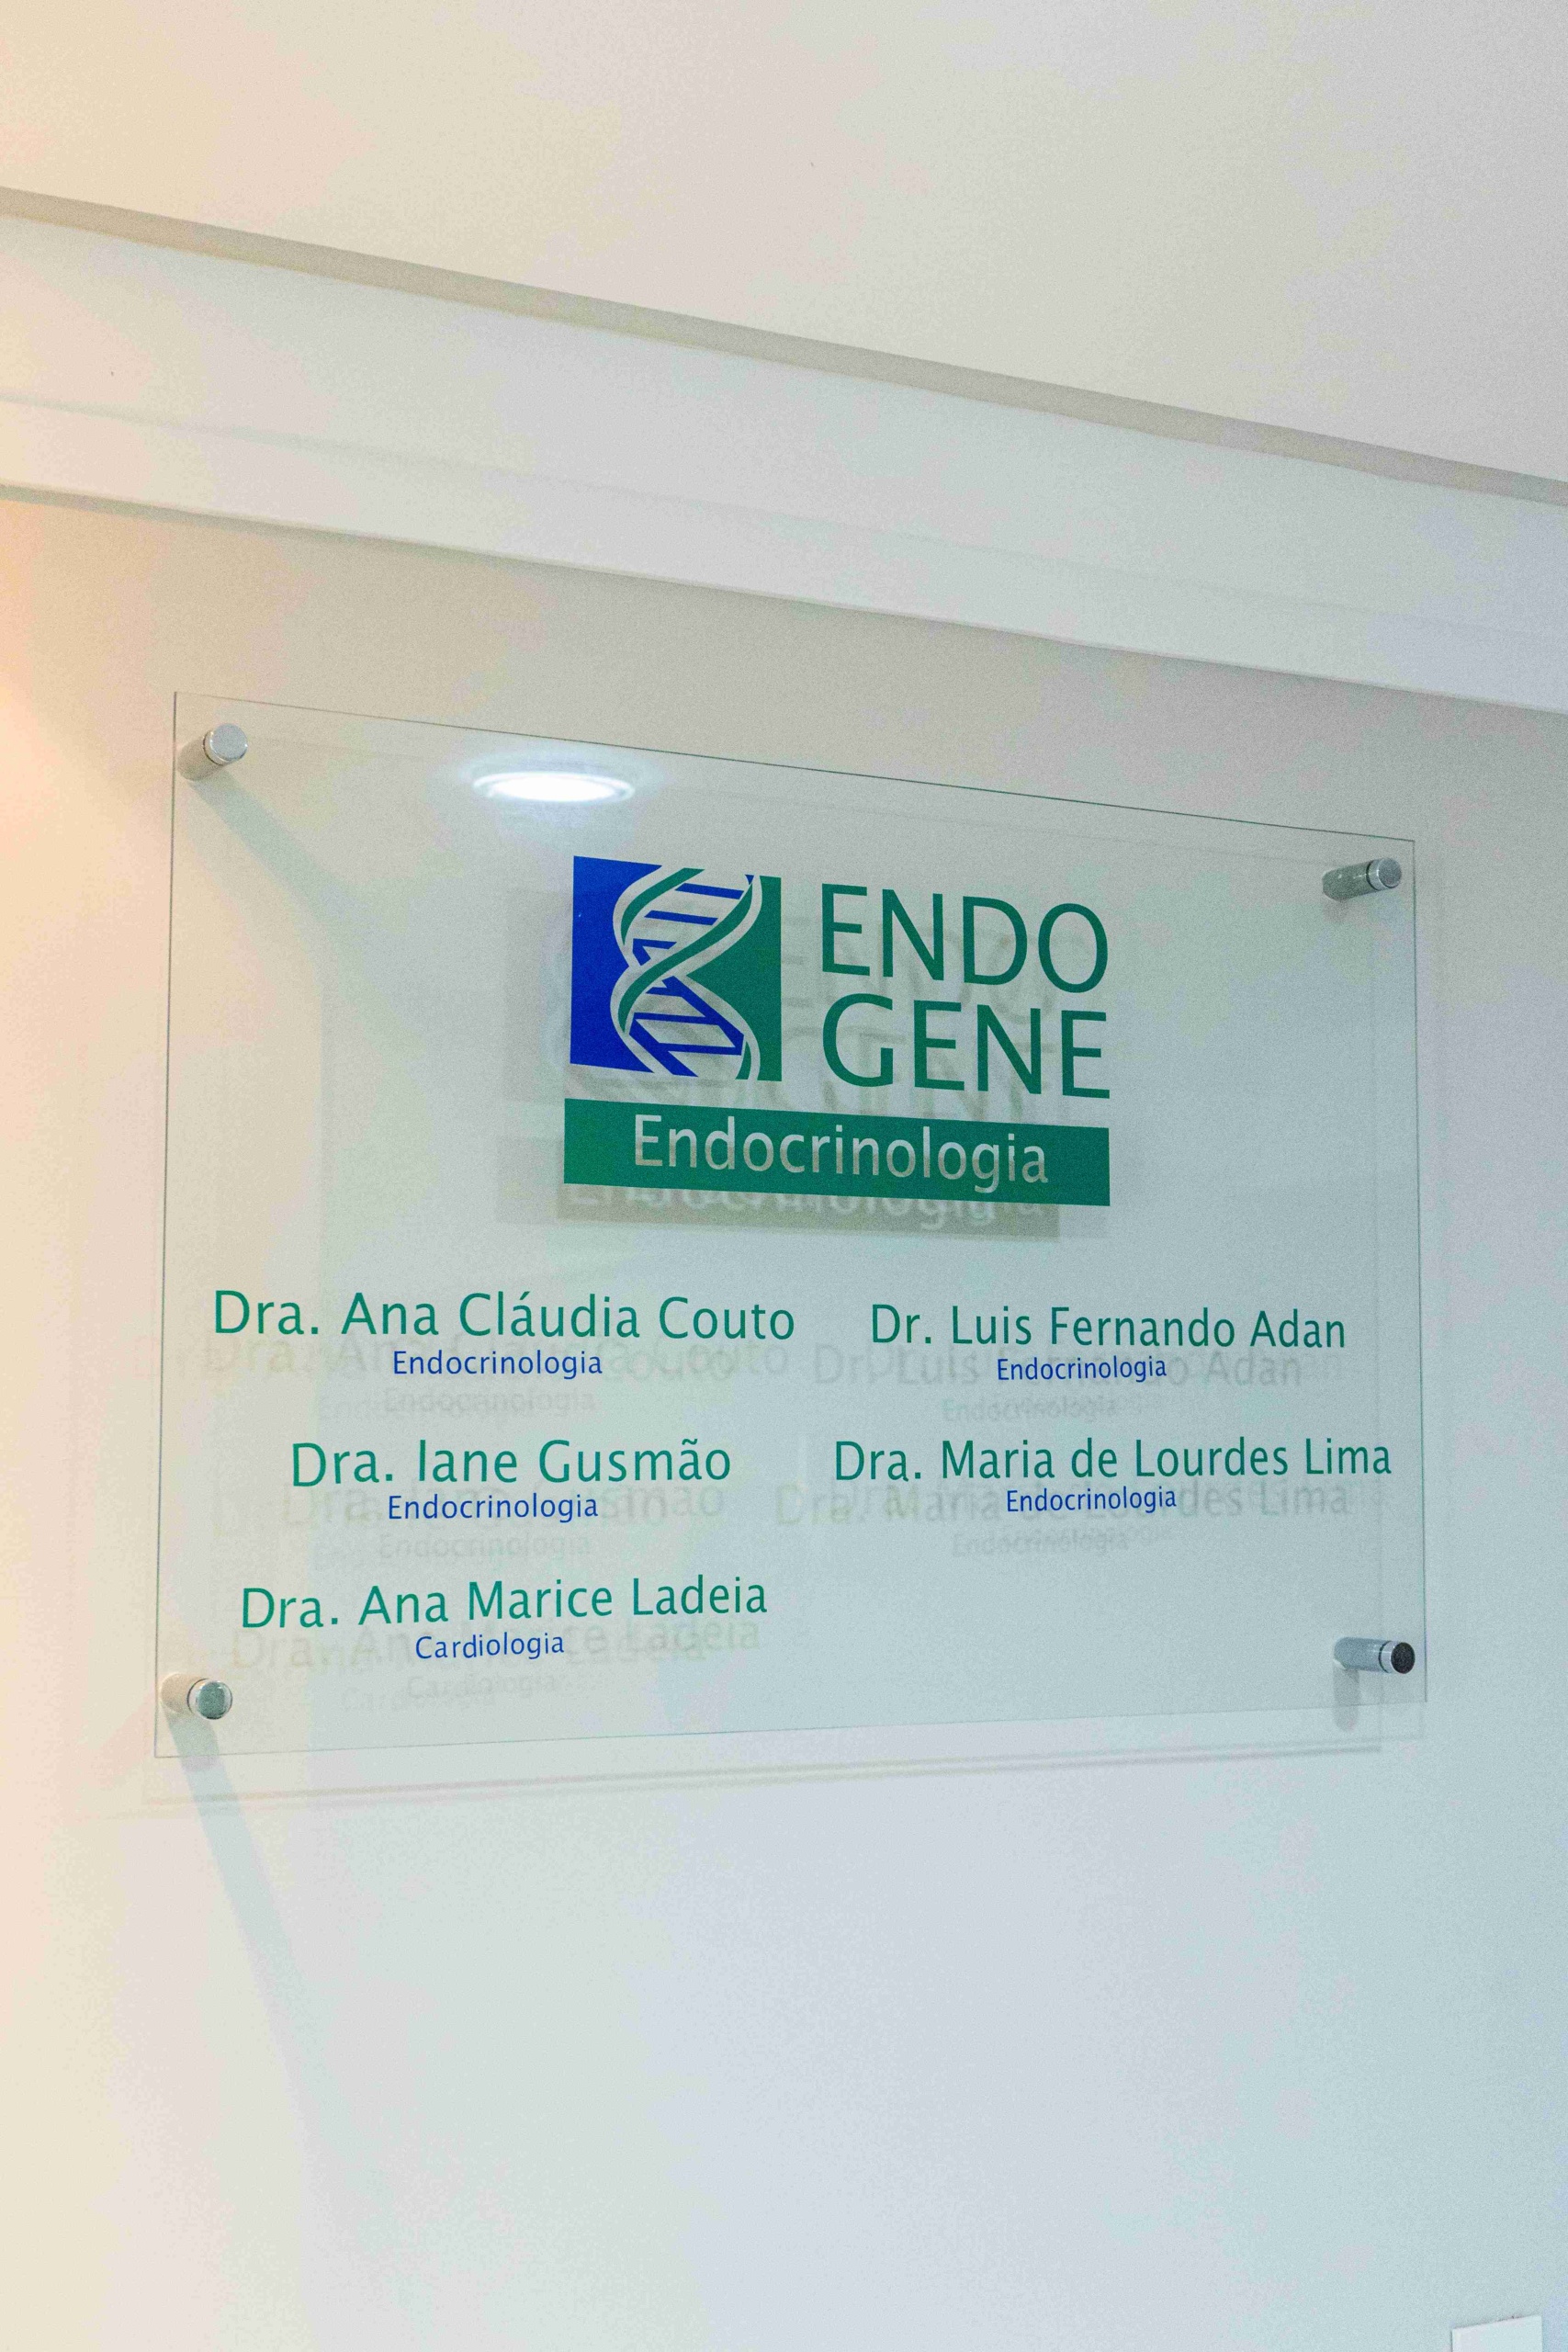 ENDO
GENE
Endocrinologia
Dra. Ana Cláudia Couto
Endocrinologia
Dr. Luis Fernando Adan
Endocrinologia
Dra. Iane Gusmão
Endocrinologia
Dra. Maria de Lourdes Lima
Endocrinologia
Dra. Ana Marice Ladeia
Cardiologia